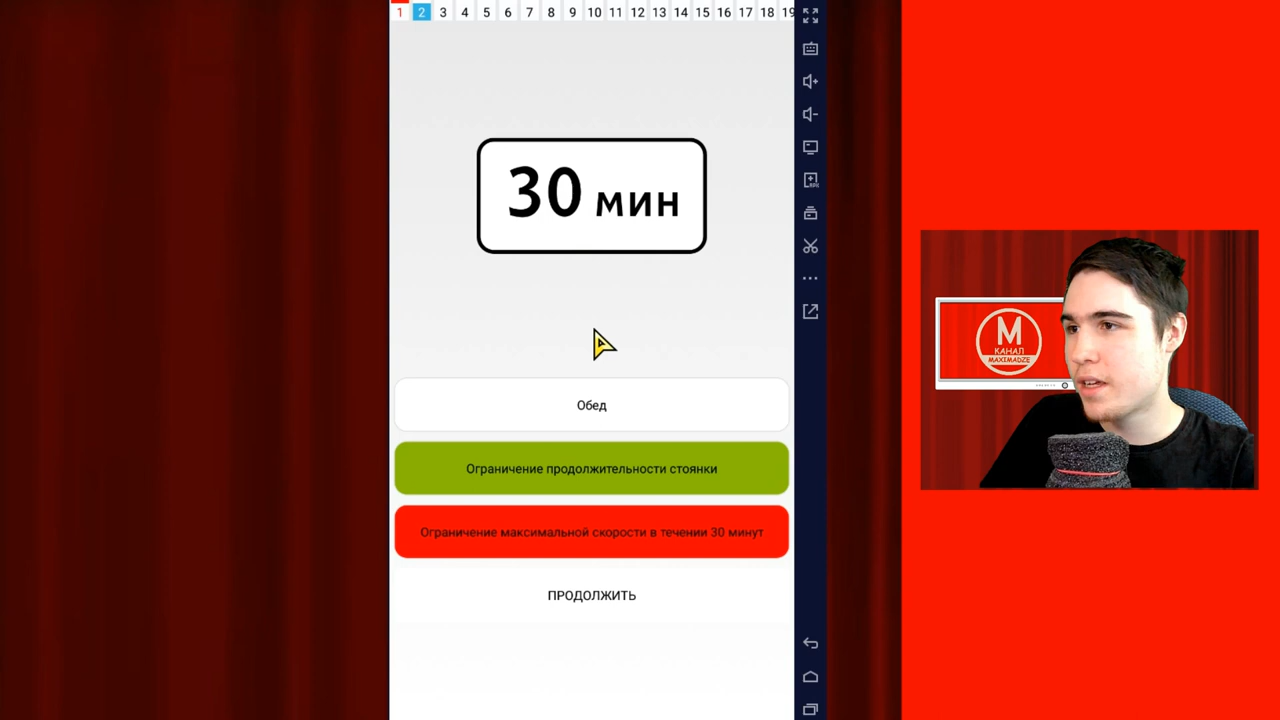 1 2 3 4 5 6 7 8 9 10 11 12 13 14 15 16 17 18 19
30 мин
Обед
Ограничение продолжительности стоянки
Ограничение максимальной скорости в течении 30 минут
ПРОДОЛЖИТЬ
М
КАНАЛ
MAXIMADZE